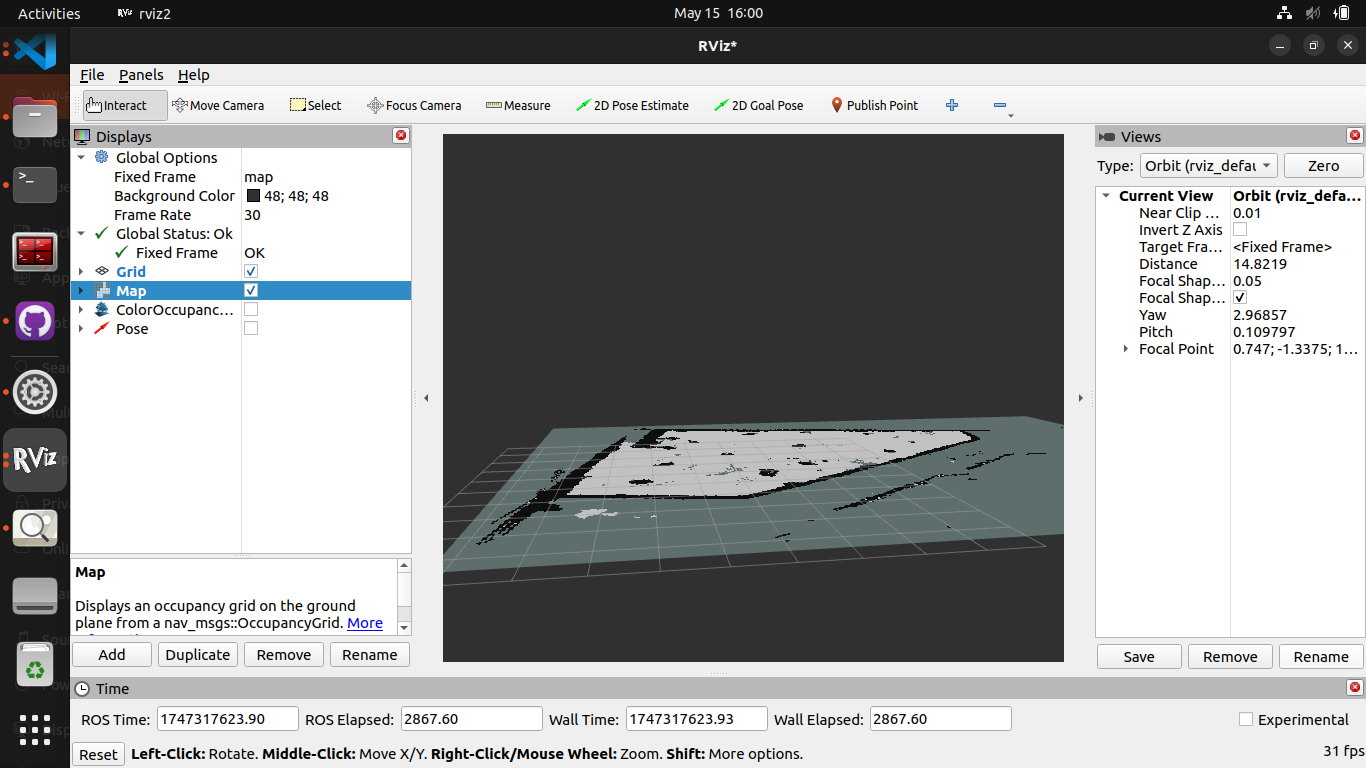 Activities
rviz2
May 15 16:00
RViz*
File Panels Help
Interact Move Camera Select Focus Camera Measure 2D Pose Estimate 2D Goal Pose Publish Point
Displays
Global Options
Fixed Frame map
Background Color 48; 48; 48
Frame Rate 30
Global Status: Ok
Fixed Frame OK
Grid
Map
ColorOccupanc...
Pose
Map
Displays an occupancy grid on the ground
plane from a nav_msgs::OccupancyGrid. More
Add Duplicate Remove Rename
Views
Type: Orbit (rviz_defau Zero
Current View Orbit (rviz_defa...
Near Clip ... 0.01
Invert Z Axis
Target Fra... <Fixed Frame>
Distance 14.8219
Focal Shap... 0.05
Focal Shap...
Yaw 2.96857
Pitch 0.109797
Focal Point 0.747; -1.3375; 1...
Save Remove Rename
RViz
Time
ROS Time: 1747317623.90 ROS Elapsed: 2867.60 Wall Time: 1747317623.93 Wall Elapsed: 2867.60 Experimental
Reset Left-Click: Rotate. Middle-Click: Move X/Y. Right-Click/Mouse Wheel: Zoom. Shift: More options. 31 fps